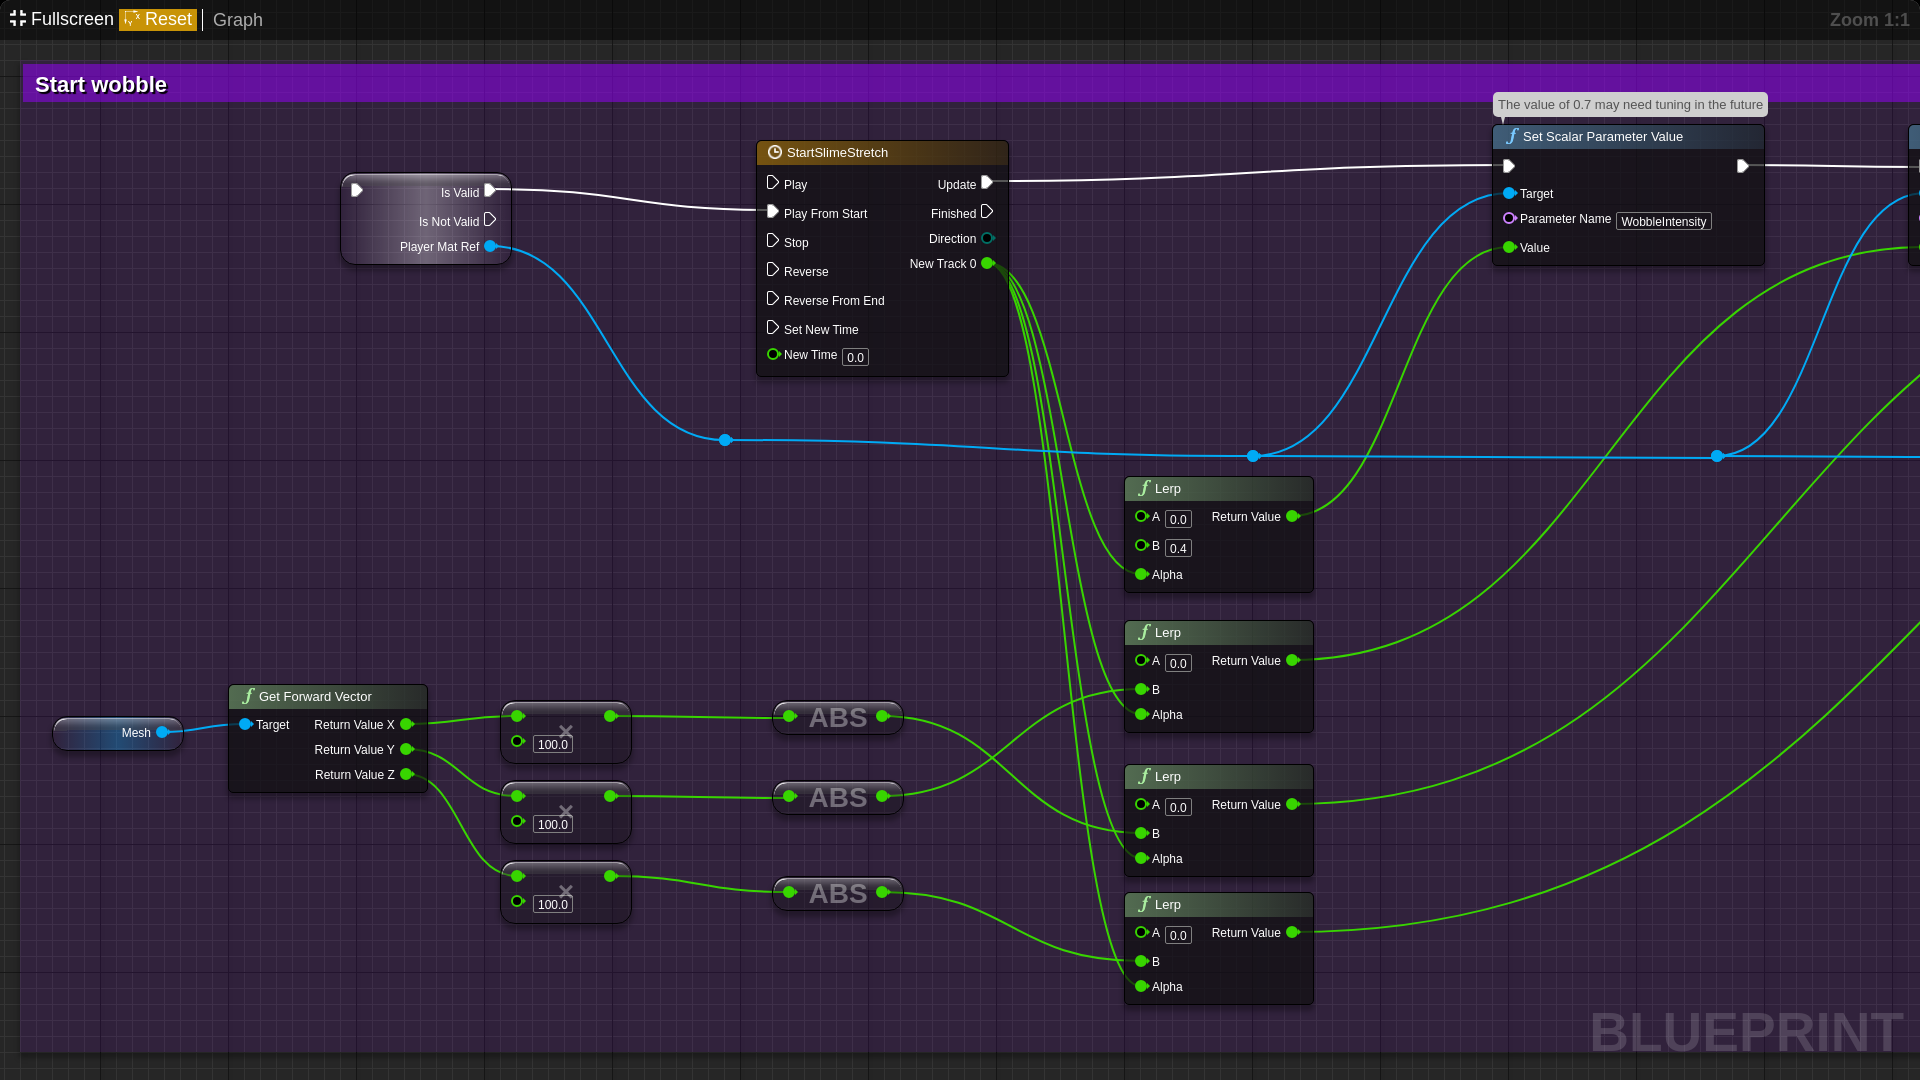 Fullscreen Reset Graph Zoom 1:1
Start wobble
The value of 0.7 may need tuning in the future
Set Scalar Parameter Value
Target
Parameter Name WobbleIntensity
Value
StartSlimeStretch
Play Update
Play From Start Finished
Stop Direction
Reverse New Track 0
Reverse From End
Set New Time
New Time 0.0
Is Valid
Is Not Valid
Player Mat Ref
Lerp
A 0.0 Return Value
B 0.4
Alpha
Lerp
A 0.0 Return Value
B
Alpha
Mesh
Get Forward Vector
Target Return Value X
Return Value Y
Return Value Z
×
100.0
ABS
×
100.0
ABS
×
100.0
ABS
Lerp
A 0.0 Return Value
B
Alpha
Lerp
A 0.0 Return Value
B
Alpha
BLUEPRINT